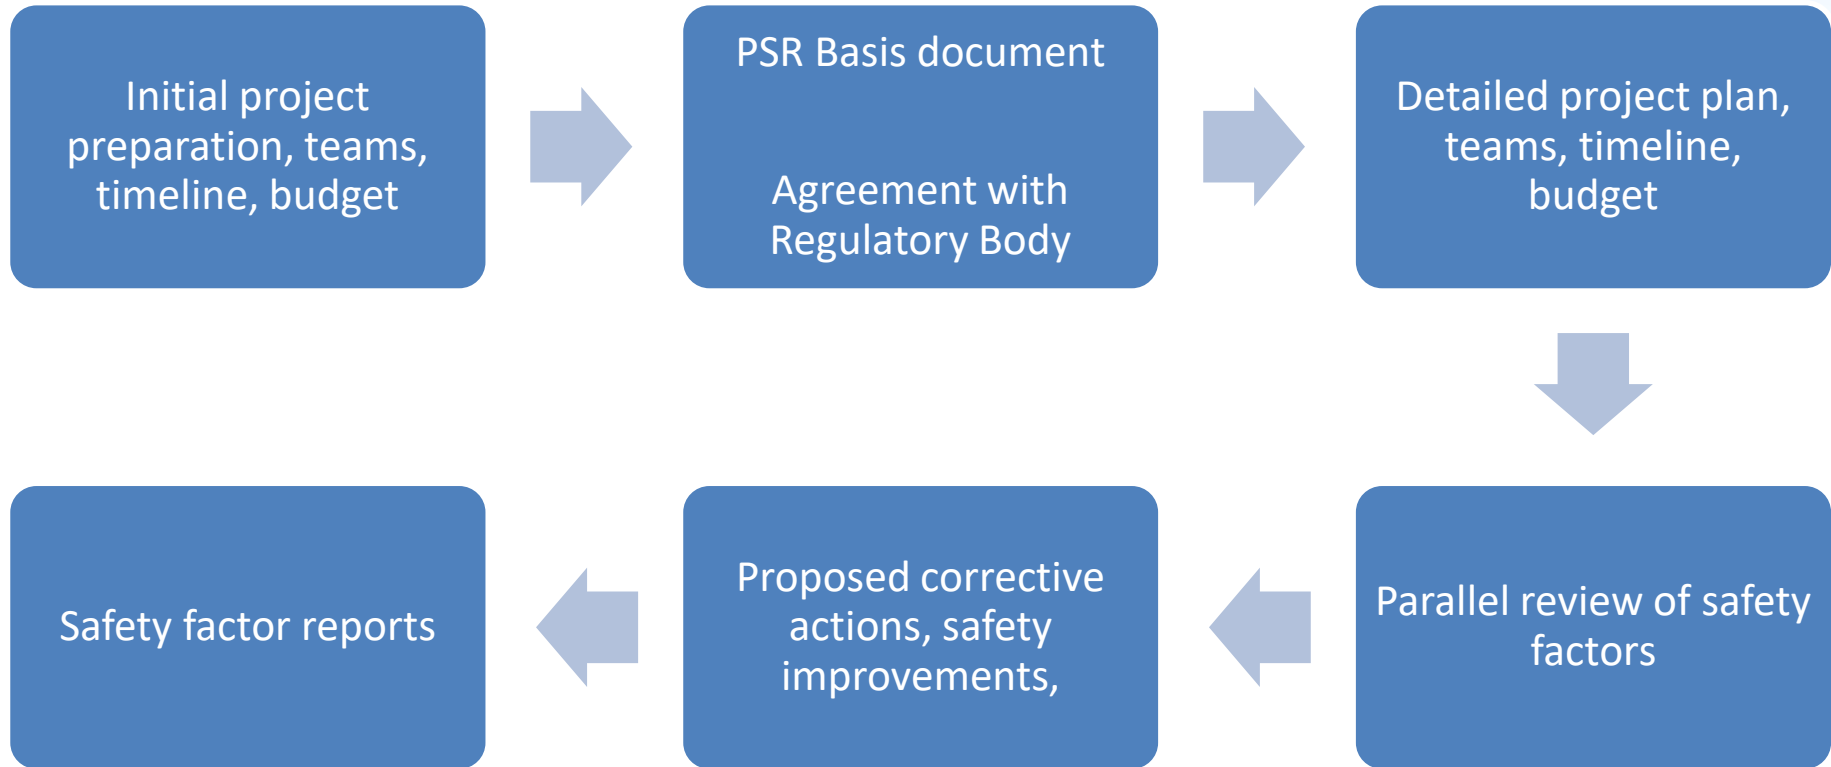 Initial project
preparation, teams,
timeline, budget
PSR Basis document
Agreement with
Regulatory Body
Detailed project plan,
teams, timeline,
budget
Parallel review of safety
factors
Proposed corrective
actions, safety
improvements,
Safety factor reports